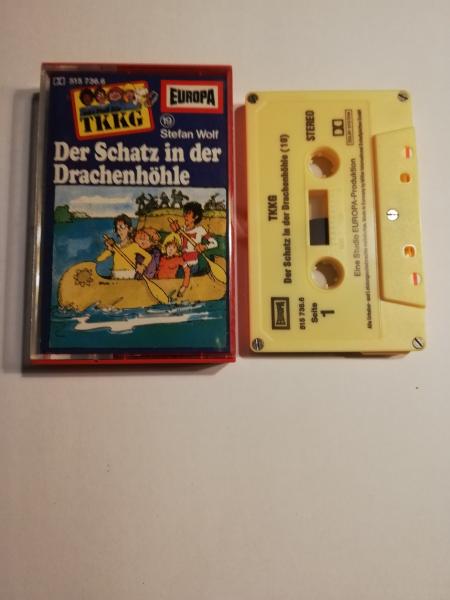 515 736.6
TKKG
EUROPA
19
Stefan Wolf
Der Schatz in der
Drachenhöhle
TKKG
Der Schatz in der Drachenhöhle (19)
STEREO
EUROPA
515 736.6
Seite
1
Eine Studio EUROPA-Produktion